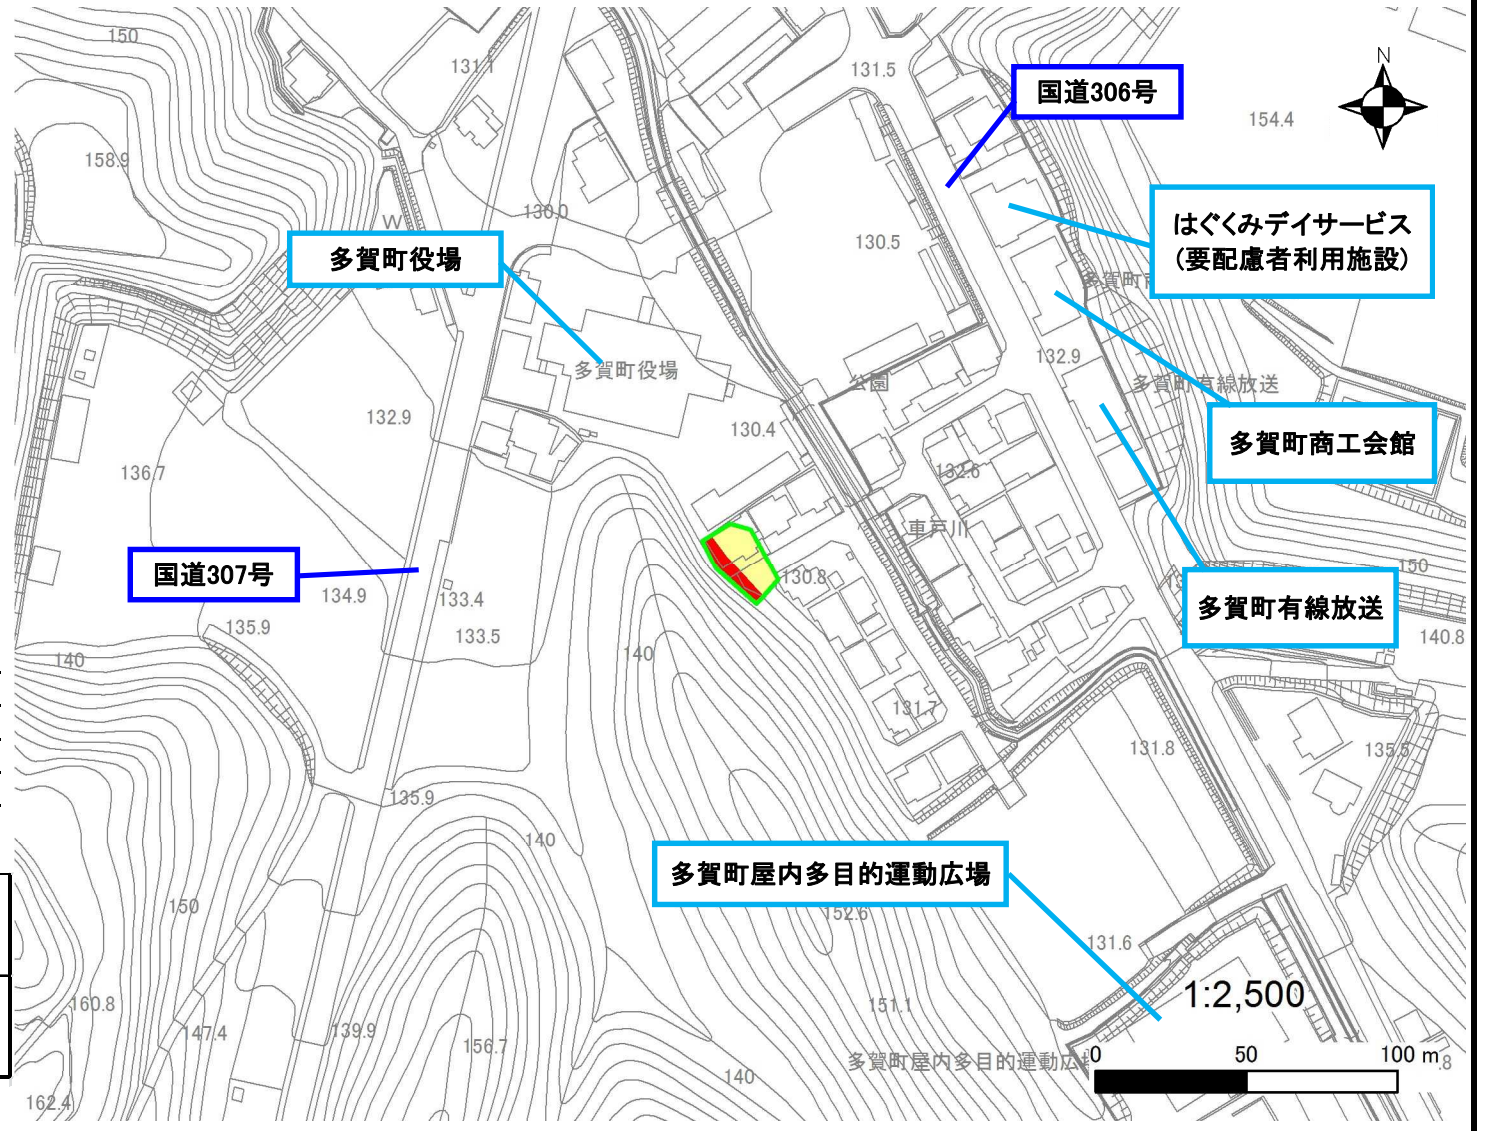 150
131.1
131.5
N
国道306号
154.4
158.9
W
130.0
130.5
はぐくみデイサービス
(要配慮者利用施設)
多賀町役場
多賀町商
132.9
多賀町役場
公園
多賀町有線放送
132.9
130.4
多賀町商工会館
136.7
132.6
車戸川
国道307号
130.8
150
134.9
133.4
多賀町有線放送
135.9
133.5
140.8
140
140
131.7
131.8
135.5
135.9
140
多賀町屋内多目的運動広場
150
152.6
131.6
1:2,500
160.8
151.1
147.4
139.9
156.7
多賀町屋内多目的運動広場
0 50 100 m
.8
140
162.4